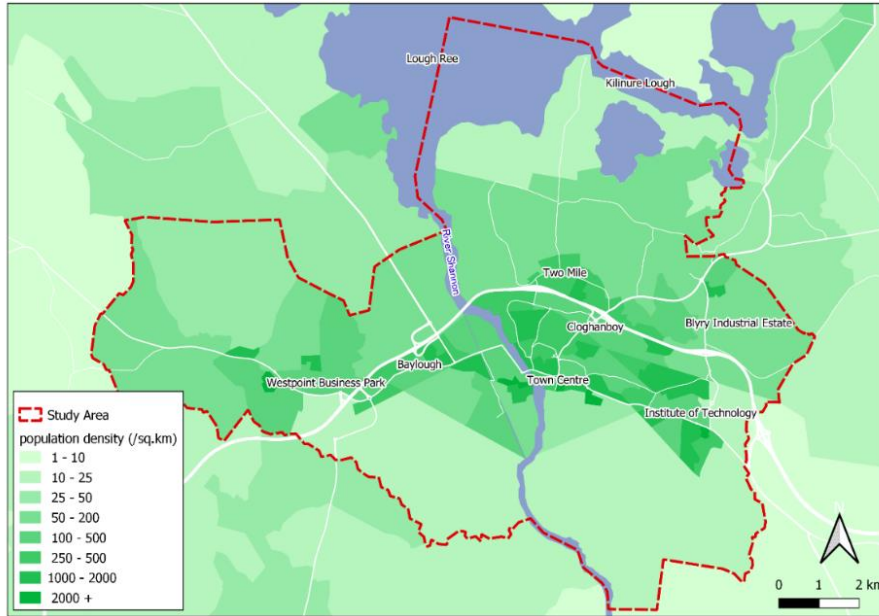 Lough Ree
Kilinure Lough
River Shannon
Two Mile
Cloghanboy
Blyry Industrial Estate
Baylough
Westpoint Business Park
Town Centre
Institute of Technology
Study Area
population density (/sq.km)
1 - 10
10 - 25
25 - 50
50 - 200
100 - 500
250 - 500
1000 - 2000
2000 +
0 1 2 km